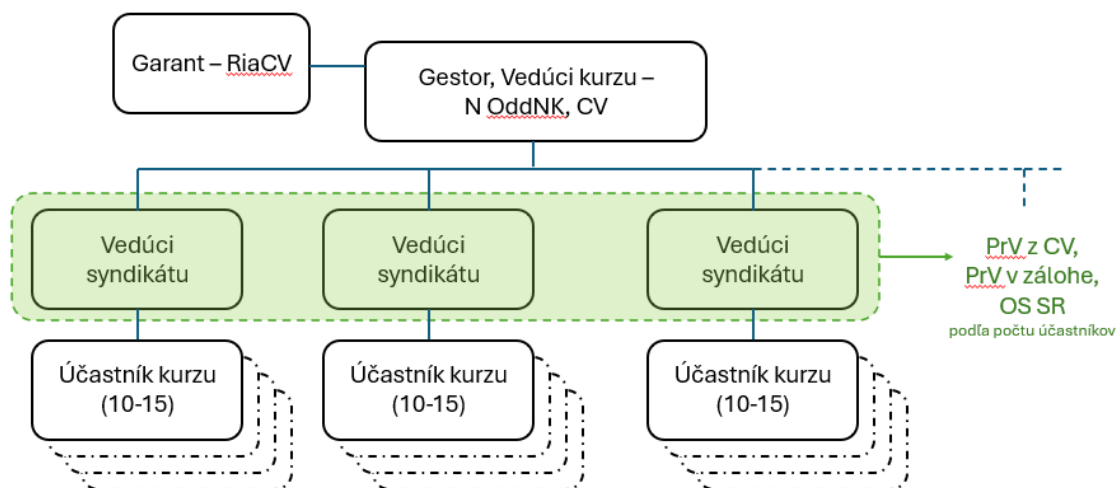 Garant – RiaCV
Gestor, Vedúci kurzu –
N OddNK, CV
Vedúci
syndikátu
Vedúci
syndikátu
Vedúci
syndikátu
PrV z CV,
PrV v zálohe,
OS SR
podľa počtu účastníkov
Účastník kurzu
(10-15)
Účastník kurzu
(10-15)
Účastník kurzu
(10-15)